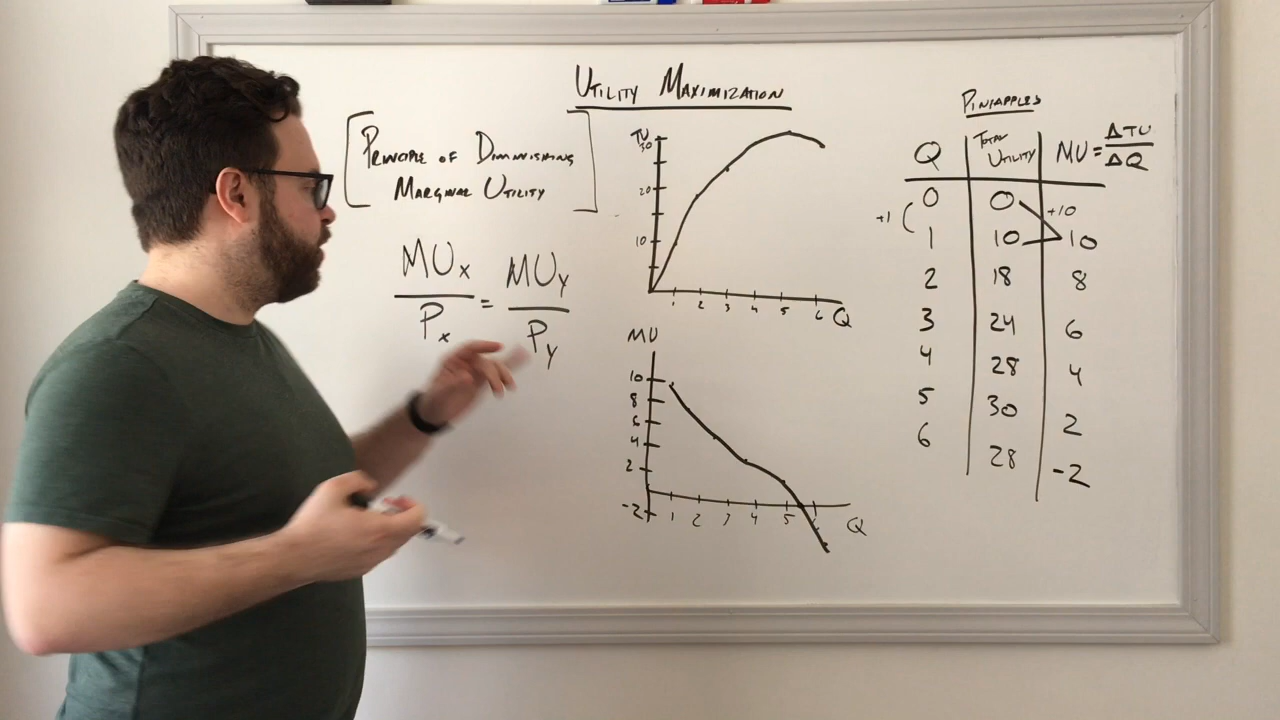 UTILITY MAXIMIZATION
PRINCIPLE OF DIMINISHING
MARGINAL UTILITY
MUx / Px = MUy / Py
TU
30
20
10
1 2 3 4 5 6 Q
MU
10
8
6
4
2
-2
1 2 3 4 5 6 Q
PINEAPPLES
Q TOTAL UTILITY MU = ΔTU / ΔQ
0 0
+1 +10
1 10 10
2 18 8
3 24 6
4 28 4
5 30 2
6 28 -2